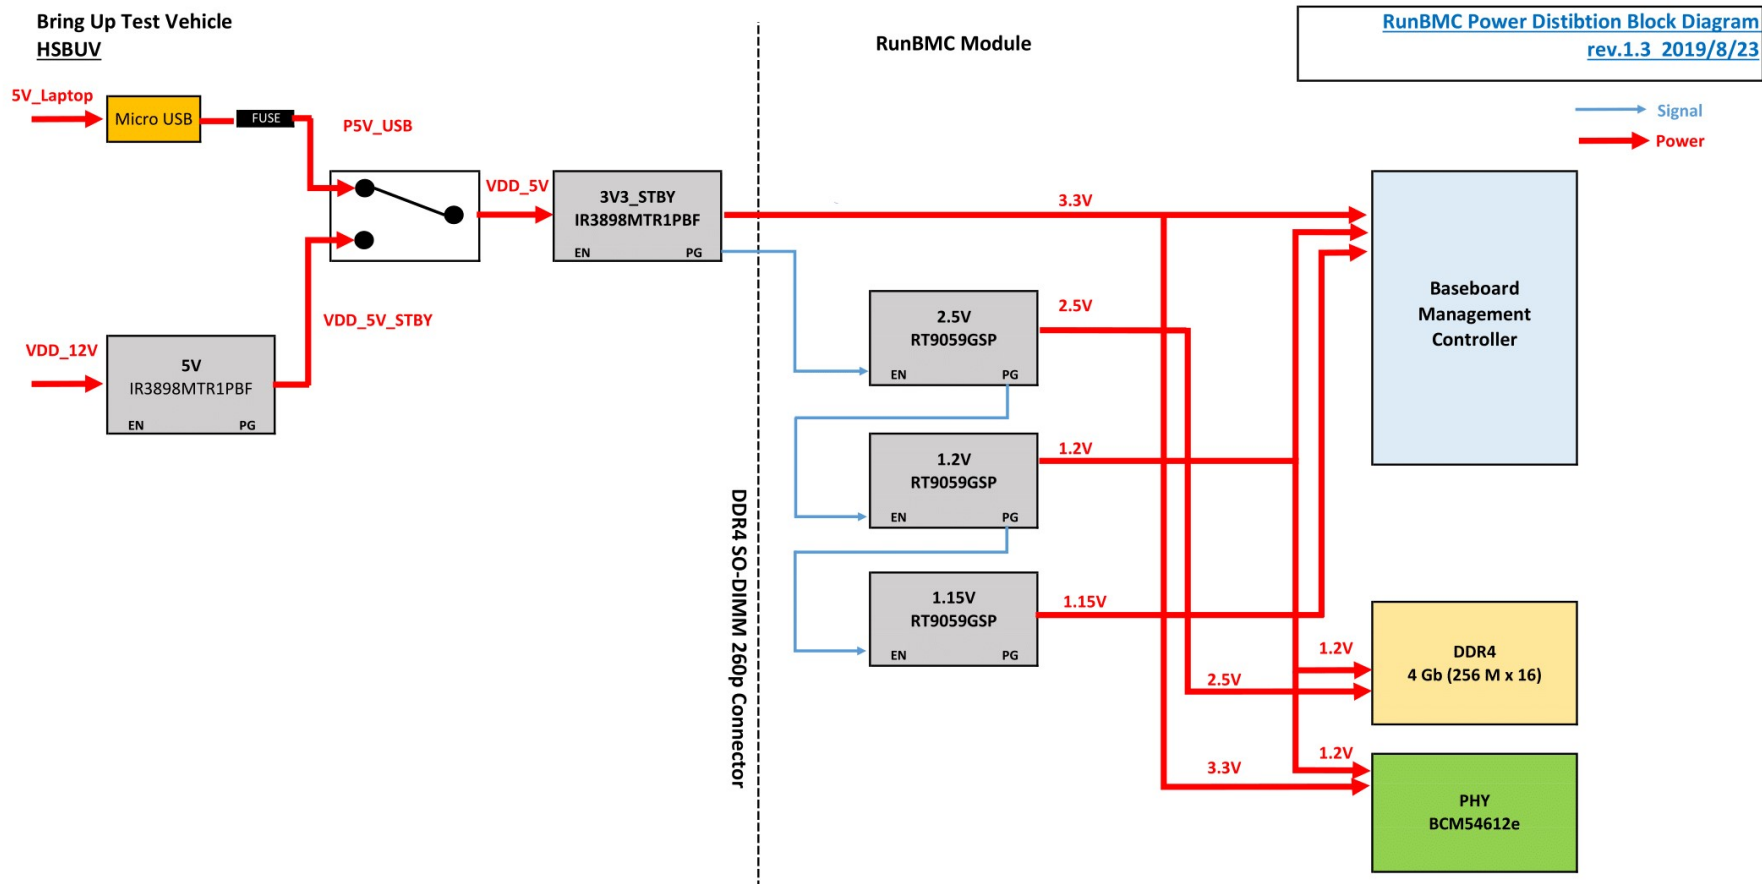 Bring Up Test Vehicle
HSBUV
RunBMC Module
RunBMC Power Distibtion Block Diagram
rev.1.3 2019/8/23
Signal
Power
5V_Laptop
Micro USB
FUSE
P5V_USB
VDD_5V
3V3_STBY
IR3898MTR1PBF
EN
PG
3.3V
VDD_5V_STBY
VDD_12V
5V
IR3898MTR1PBF
EN
PG
2.5V
RT9059GSP
EN
PG
2.5V
1.2V
RT9059GSP
EN
PG
1.2V
1.15V
RT9059GSP
EN
PG
1.15V
DDR4 SO-DIMM 260p Connector
Baseboard
Management
Controller
1.2V
2.5V
DDR4
4 Gb (256 M x 16)
1.2V
3.3V
PHY
BCM54612e